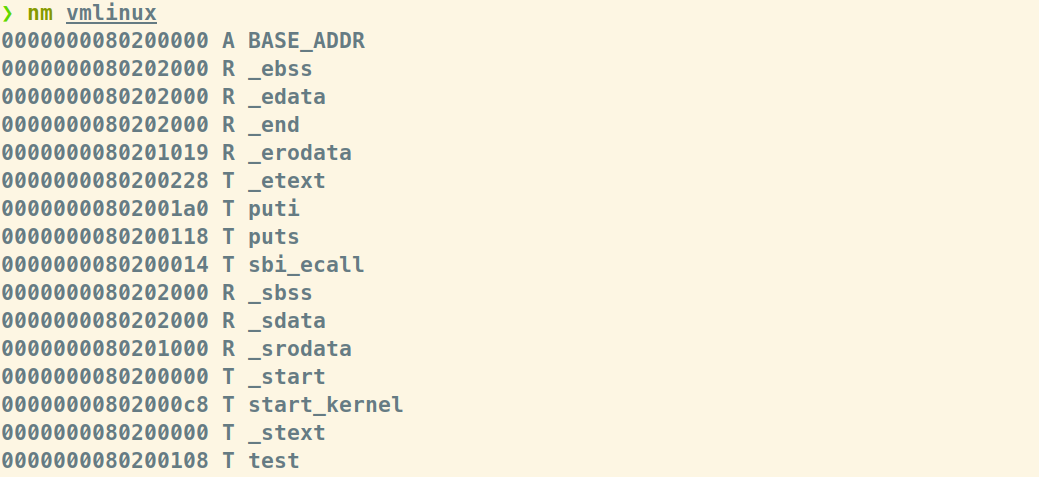 ❯ nm vmlinux
0000000080200000 A BASE_ADDR
0000000080202000 R _ebss
0000000080202000 R _edata
0000000080202000 R _end
0000000080201019 R _erodata
0000000080200228 T _etext
00000000802001a0 T puti
0000000080200118 T puts
0000000080200014 T sbi_ecall
0000000080202000 R _sbss
0000000080202000 R _sdata
0000000080201000 R _srodata
0000000080200000 T _start
00000000802000c8 T start_kernel
0000000080200000 T _stext
0000000080200108 T test